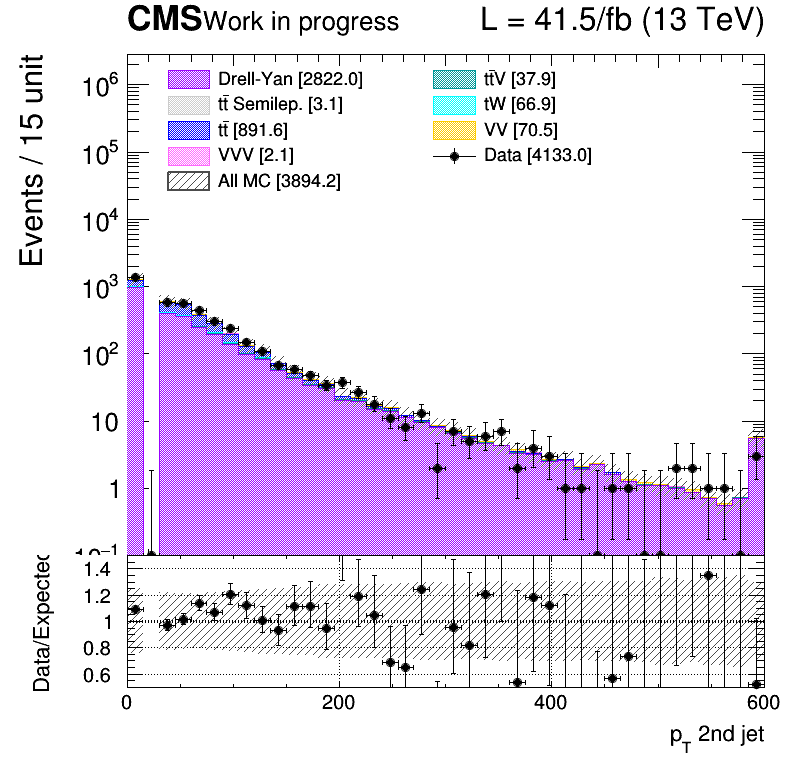 CMS Work in progress L = 41.5/fb (13 TeV)
Events / 15 unit
Drell-Yan [2822.0]
tt̄ Semilep. [3.1]
tt̄ [891.6]
VVV [2.1]
All MC [3894.2]
tt̄V [37.9]
tW [66.9]
VV [70.5]
Data [4133.0]
10⁶
10⁵
10⁴
10³
10²
10
1
10⁻¹
Data/Expected
1.4
1.2
1
0.8
0.6
0 200 400 600
p_T 2nd jet